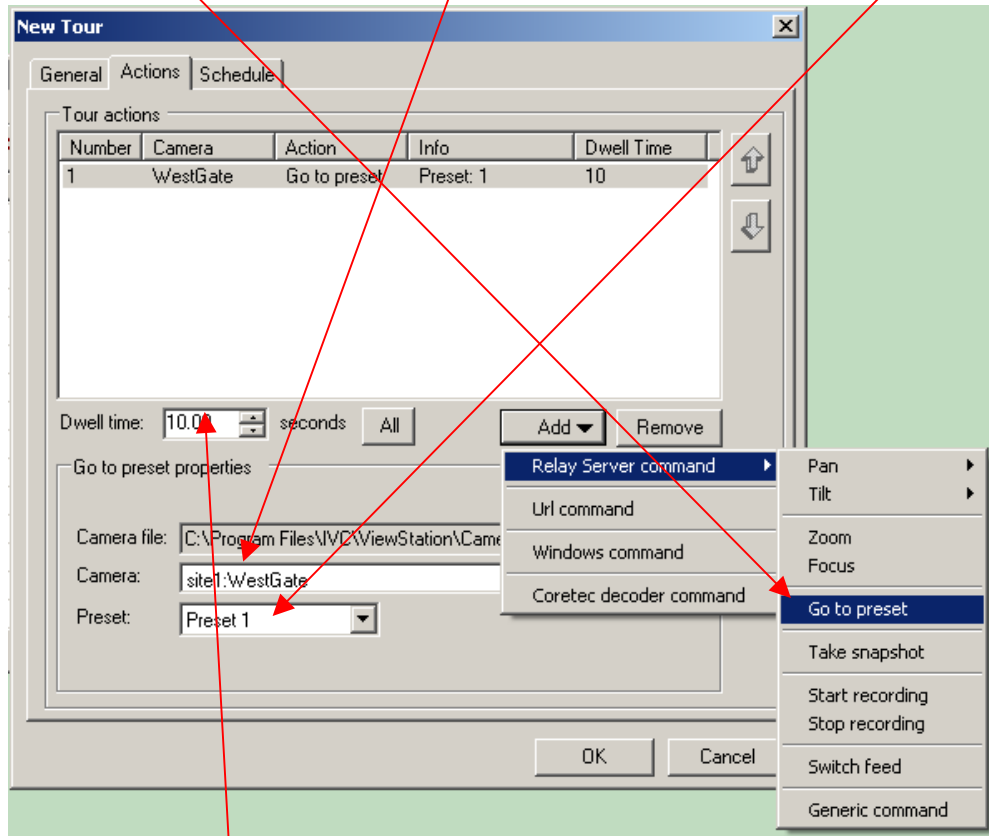 New Tour
General Actions Schedule
Tour actions
Number Camera Action Info Dwell Time
1 WestGate Go to preset Preset: 1 10
Dwell time: 10.00 seconds All Add Remove
Go to preset properties
Camera file: C:\Program Files\IVC\ViewStation\Came
Camera: site1:WestGate
Preset: Preset 1
Relay Server command
Url command
Windows command
Coretec decoder command
Pan
Tilt
Zoom
Focus
Go to preset
Take snapshot
Start recording
Stop recording
Switch feed
Generic command
OK Cancel